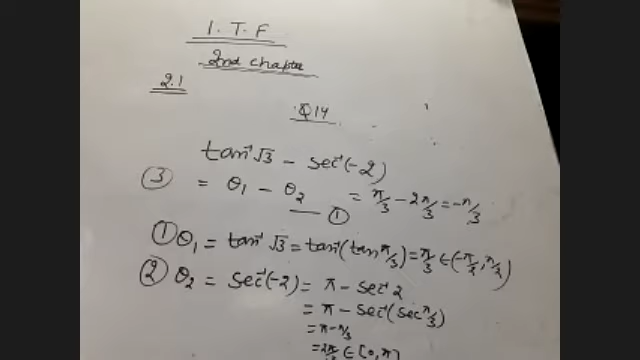 I.T.F
2nd chapter
2.1
Q14
tan⁻¹√3 - sec⁻¹(-2)
③ = θ₁ - θ₂ = π/3 - 2π/3 = -π/3
— ①
① θ₁ = tan⁻¹√3 = tan⁻¹(tan π/3) = π/3 ∈ (-π/2, π/2)
② θ₂ = sec⁻¹(-2) = π - sec⁻¹2
= π - sec⁻¹(sec π/3)
= π - π/3
= 2π/3 ∈ [0, π]